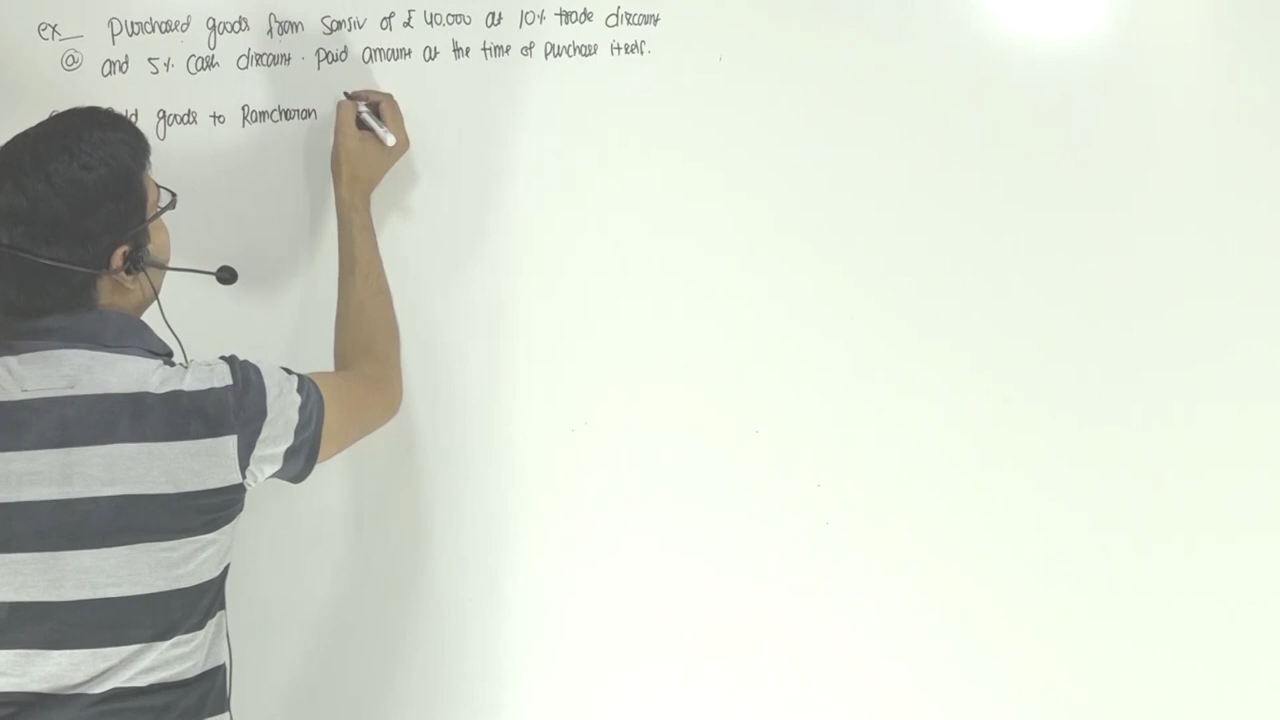 ex_ purchased goods from Sansiv of ₹ 40,000 at 10% trade discount
ⓐ and 5% cash discount. Paid amount at the time of purchase itself.
goods to Ramcharan